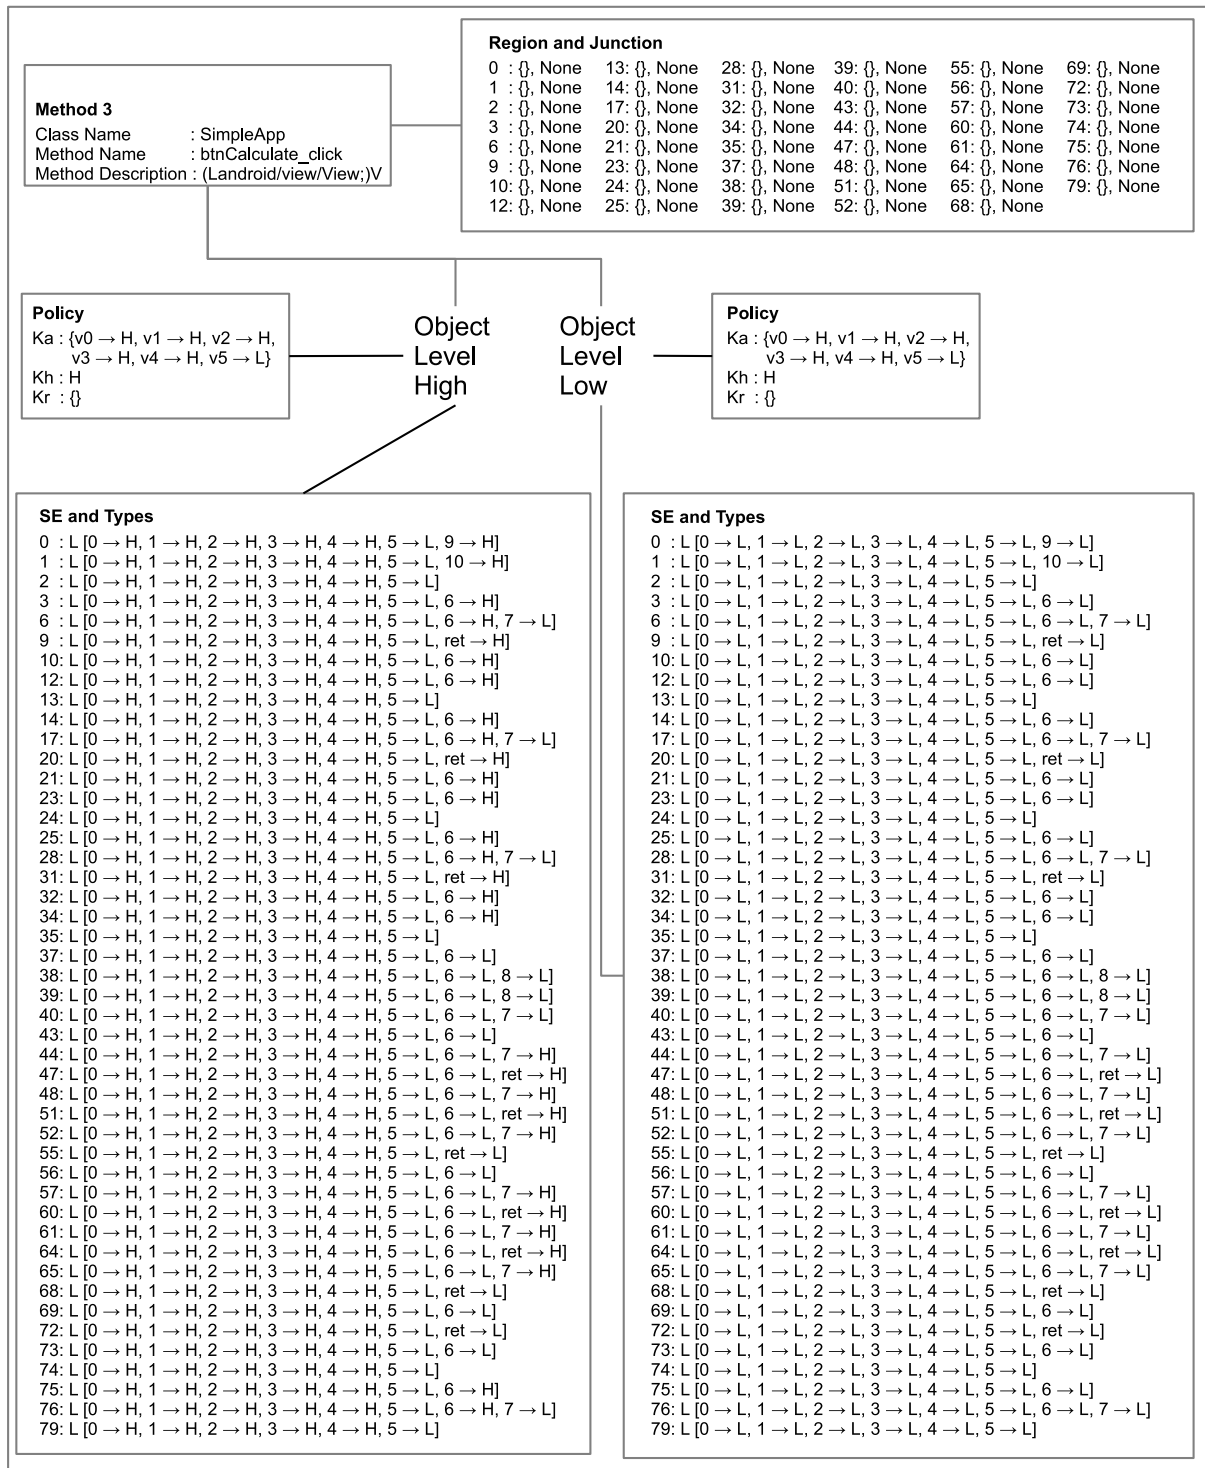 Region and Junction
0 : {}, None 13: {}, None 28: {}, None 39: {}, None 55: {}, None 69: {}, None
1 : {}, None 14: {}, None 31: {}, None 40: {}, None 56: {}, None 72: {}, None
2 : {}, None 17: {}, None 32: {}, None 43: {}, None 57: {}, None 73: {}, None
3 : {}, None 20: {}, None 34: {}, None 44: {}, None 60: {}, None 74: {}, None
6 : {}, None 21: {}, None 35: {}, None 47: {}, None 61: {}, None 75: {}, None
9 : {}, None 23: {}, None 37: {}, None 48: {}, None 64: {}, None 76: {}, None
10: {}, None 24: {}, None 38: {}, None 51: {}, None 65: {}, None 79: {}, None
12: {}, None 25: {}, None 39: {}, None 52: {}, None 68: {}, None
Method 3
Class Name : SimpleApp
Method Name : btnCalculate_click
Method Description : (Landroid/view/View;)V
Policy
Ka : {v0 → H, v1 → H, v2 → H,
v3 → H, v4 → H, v5 → L}
Kh : H
Kr : {}
Object
Level
High
Object
Level
Low
Policy
Ka : {v0 → H, v1 → H, v2 → H,
v3 → H, v4 → H, v5 → L}
Kh : H
Kr : {}
SE and Types
0 : L [0 → H, 1 → H, 2 → H, 3 → H, 4 → H, 5 → L, 9 → H]
1 : L [0 → H, 1 → H, 2 → H, 3 → H, 4 → H, 5 → L, 10 → H]
2 : L [0 → H, 1 → H, 2 → H, 3 → H, 4 → H, 5 → L]
3 : L [0 → H, 1 → H, 2 → H, 3 → H, 4 → H, 5 → L, 6 → H]
6 : L [0 → H, 1 → H, 2 → H, 3 → H, 4 → H, 5 → L, 6 → H, 7 → L]
9 : L [0 → H, 1 → H, 2 → H, 3 → H, 4 → H, 5 → L, ret → H]
10: L [0 → H, 1 → H, 2 → H, 3 → H, 4 → H, 5 → L, 6 → H]
12: L [0 → H, 1 → H, 2 → H, 3 → H, 4 → H, 5 → L, 6 → H]
13: L [0 → H, 1 → H, 2 → H, 3 → H, 4 → H, 5 → L]
14: L [0 → H, 1 → H, 2 → H, 3 → H, 4 → H, 5 → L, 6 → H]
17: L [0 → H, 1 → H, 2 → H, 3 → H, 4 → H, 5 → L, 6 → H, 7 → L]
20: L [0 → H, 1 → H, 2 → H, 3 → H, 4 → H, 5 → L, ret → H]
21: L [0 → H, 1 → H, 2 → H, 3 → H, 4 → H, 5 → L, 6 → H]
23: L [0 → H, 1 → H, 2 → H, 3 → H, 4 → H, 5 → L, 6 → H]
24: L [0 → H, 1 → H, 2 → H, 3 → H, 4 → H, 5 → L]
25: L [0 → H, 1 → H, 2 → H, 3 → H, 4 → H, 5 → L, 6 → H]
28: L [0 → H, 1 → H, 2 → H, 3 → H, 4 → H, 5 → L, 6 → H, 7 → L]
31: L [0 → H, 1 → H, 2 → H, 3 → H, 4 → H, 5 → L, ret → H]
32: L [0 → H, 1 → H, 2 → H, 3 → H, 4 → H, 5 → L, 6 → H]
34: L [0 → H, 1 → H, 2 → H, 3 → H, 4 → H, 5 → L, 6 → H]
35: L [0 → H, 1 → H, 2 → H, 3 → H, 4 → H, 5 → L]
37: L [0 → H, 1 → H, 2 → H, 3 → H, 4 → H, 5 → L, 6 → L]
38: L [0 → H, 1 → H, 2 → H, 3 → H, 4 → H, 5 → L, 6 → L, 8 → L]
39: L [0 → H, 1 → H, 2 → H, 3 → H, 4 → H, 5 → L, 6 → L, 8 → L]
40: L [0 → H, 1 → H, 2 → H, 3 → H, 4 → H, 5 → L, 6 → L, 7 → L]
43: L [0 → H, 1 → H, 2 → H, 3 → H, 4 → H, 5 → L, 6 → L]
44: L [0 → H, 1 → H, 2 → H, 3 → H, 4 → H, 5 → L, 6 → L, 7 → H]
47: L [0 → H, 1 → H, 2 → H, 3 → H, 4 → H, 5 → L, 6 → L, ret → H]
48: L [0 → H, 1 → H, 2 → H, 3 → H, 4 → H, 5 → L, 6 → L, 7 → H]
51: L [0 → H, 1 → H, 2 → H, 3 → H, 4 → H, 5 → L, 6 → L, ret → H]
52: L [0 → H, 1 → H, 2 → H, 3 → H, 4 → H, 5 → L, 6 → L, 7 → H]
55: L [0 → H, 1 → H, 2 → H, 3 → H, 4 → H, 5 → L, ret → L]
56: L [0 → H, 1 → H, 2 → H, 3 → H, 4 → H, 5 → L, 6 → L]
57: L [0 → H, 1 → H, 2 → H, 3 → H, 4 → H, 5 → L, 6 → L, 7 → H]
60: L [0 → H, 1 → H, 2 → H, 3 → H, 4 → H, 5 → L, 6 → L, ret → H]
61: L [0 → H, 1 → H, 2 → H, 3 → H, 4 → H, 5 → L, 6 → L, 7 → H]
64: L [0 → H, 1 → H, 2 → H, 3 → H, 4 → H, 5 → L, 6 → L, ret → H]
65: L [0 → H, 1 → H, 2 → H, 3 → H, 4 → H, 5 → L, 6 → L, 7 → H]
68: L [0 → H, 1 → H, 2 → H, 3 → H, 4 → H, 5 → L, ret → L]
69: L [0 → H, 1 → H, 2 → H, 3 → H, 4 → H, 5 → L, 6 → L]
72: L [0 → H, 1 → H, 2 → H, 3 → H, 4 → H, 5 → L, ret → L]
73: L [0 → H, 1 → H, 2 → H, 3 → H, 4 → H, 5 → L, 6 → L]
74: L [0 → H, 1 → H, 2 → H, 3 → H, 4 → H, 5 → L]
75: L [0 → H, 1 → H, 2 → H, 3 → H, 4 → H, 5 → L, 6 → H]
76: L [0 → H, 1 → H, 2 → H, 3 → H, 4 → H, 5 → L, 6 → H, 7 → L]
79: L [0 → H, 1 → H, 2 → H, 3 → H, 4 → H, 5 → L]
SE and Types
0 : L [0 → L, 1 → L, 2 → L, 3 → L, 4 → L, 5 → L, 9 → L]
1 : L [0 → L, 1 → L, 2 → L, 3 → L, 4 → L, 5 → L, 10 → L]
2 : L [0 → L, 1 → L, 2 → L, 3 → L, 4 → L, 5 → L]
3 : L [0 → L, 1 → L, 2 → L, 3 → L, 4 → L, 5 → L, 6 → L]
6 : L [0 → L, 1 → L, 2 → L, 3 → L, 4 → L, 5 → L, 6 → L, 7 → L]
9 : L [0 → L, 1 → L, 2 → L, 3 → L, 4 → L, 5 → L, ret → L]
10: L [0 → L, 1 → L, 2 → L, 3 → L, 4 → L, 5 → L, 6 → L]
12: L [0 → L, 1 → L, 2 → L, 3 → L, 4 → L, 5 → L, 6 → L]
13: L [0 → L, 1 → L, 2 → L, 3 → L, 4 → L, 5 → L]
14: L [0 → L, 1 → L, 2 → L, 3 → L, 4 → L, 5 → L, 6 → L]
17: L [0 → L, 1 → L, 2 → L, 3 → L, 4 → L, 5 → L, 6 → L, 7 → L]
20: L [0 → L, 1 → L, 2 → L, 3 → L, 4 → L, 5 → L, ret → L]
21: L [0 → L, 1 → L, 2 → L, 3 → L, 4 → L, 5 → L, 6 → L]
23: L [0 → L, 1 → L, 2 → L, 3 → L, 4 → L, 5 → L, 6 → L]
24: L [0 → L, 1 → L, 2 → L, 3 → L, 4 → L, 5 → L]
25: L [0 → L, 1 → L, 2 → L, 3 → L, 4 → L, 5 → L, 6 → L]
28: L [0 → L, 1 → L, 2 → L, 3 → L, 4 → L, 5 → L, 6 → L, 7 → L]
31: L [0 → L, 1 → L, 2 → L, 3 → L, 4 → L, 5 → L, ret → L]
32: L [0 → L, 1 → L, 2 → L, 3 → L, 4 → L, 5 → L, 6 → L]
34: L [0 → L, 1 → L, 2 → L, 3 → L, 4 → L, 5 → L, 6 → L]
35: L [0 → L, 1 → L, 2 → L, 3 → L, 4 → L, 5 → L]
37: L [0 → L, 1 → L, 2 → L, 3 → L, 4 → L, 5 → L, 6 → L]
38: L [0 → L, 1 → L, 2 → L, 3 → L, 4 → L, 5 → L, 6 → L, 8 → L]
39: L [0 → L, 1 → L, 2 → L, 3 → L, 4 → L, 5 → L, 6 → L, 8 → L]
40: L [0 → L, 1 → L, 2 → L, 3 → L, 4 → L, 5 → L, 6 → L, 7 → L]
43: L [0 → L, 1 → L, 2 → L, 3 → L, 4 → L, 5 → L, 6 → L]
44: L [0 → L, 1 → L, 2 → L, 3 → L, 4 → L, 5 → L, 6 → L, 7 → L]
47: L [0 → L, 1 → L, 2 → L, 3 → L, 4 → L, 5 → L, 6 → L, ret → L]
48: L [0 → L, 1 → L, 2 → L, 3 → L, 4 → L, 5 → L, 6 → L, 7 → L]
51: L [0 → L, 1 → L, 2 → L, 3 → L, 4 → L, 5 → L, 6 → L, ret → L]
52: L [0 → L, 1 → L, 2 → L, 3 → L, 4 → L, 5 → L, 6 → L, 7 → L]
55: L [0 → L, 1 → L, 2 → L, 3 → L, 4 → L, 5 → L, ret → L]
56: L [0 → L, 1 → L, 2 → L, 3 → L, 4 → L, 5 → L, 6 → L]
57: L [0 → L, 1 → L, 2 → L, 3 → L, 4 → L, 5 → L, 6 → L, 7 → L]
60: L [0 → L, 1 → L, 2 → L, 3 → L, 4 → L, 5 → L, 6 → L, ret → L]
61: L [0 → L, 1 → L, 2 → L, 3 → L, 4 → L, 5 → L, 6 → L, 7 → L]
64: L [0 → L, 1 → L, 2 → L, 3 → L, 4 → L, 5 → L, 6 → L, ret → L]
65: L [0 → L, 1 → L, 2 → L, 3 → L, 4 → L, 5 → L, 6 → L, 7 → L]
68: L [0 → L, 1 → L, 2 → L, 3 → L, 4 → L, 5 → L, ret → L]
69: L [0 → L, 1 → L, 2 → L, 3 → L, 4 → L, 5 → L, 6 → L]
72: L [0 → L, 1 → L, 2 → L, 3 → L, 4 → L, 5 → L, ret → L]
73: L [0 → L, 1 → L, 2 → L, 3 → L, 4 → L, 5 → L, 6 → L]
74: L [0 → L, 1 → L, 2 → L, 3 → L, 4 → L, 5 → L]
75: L [0 → L, 1 → L, 2 → L, 3 → L, 4 → L, 5 → L, 6 → L]
76: L [0 → L, 1 → L, 2 → L, 3 → L, 4 → L, 5 → L, 6 → L, 7 → L]
79: L [0 → L, 1 → L, 2 → L, 3 → L, 4 → L, 5 → L]